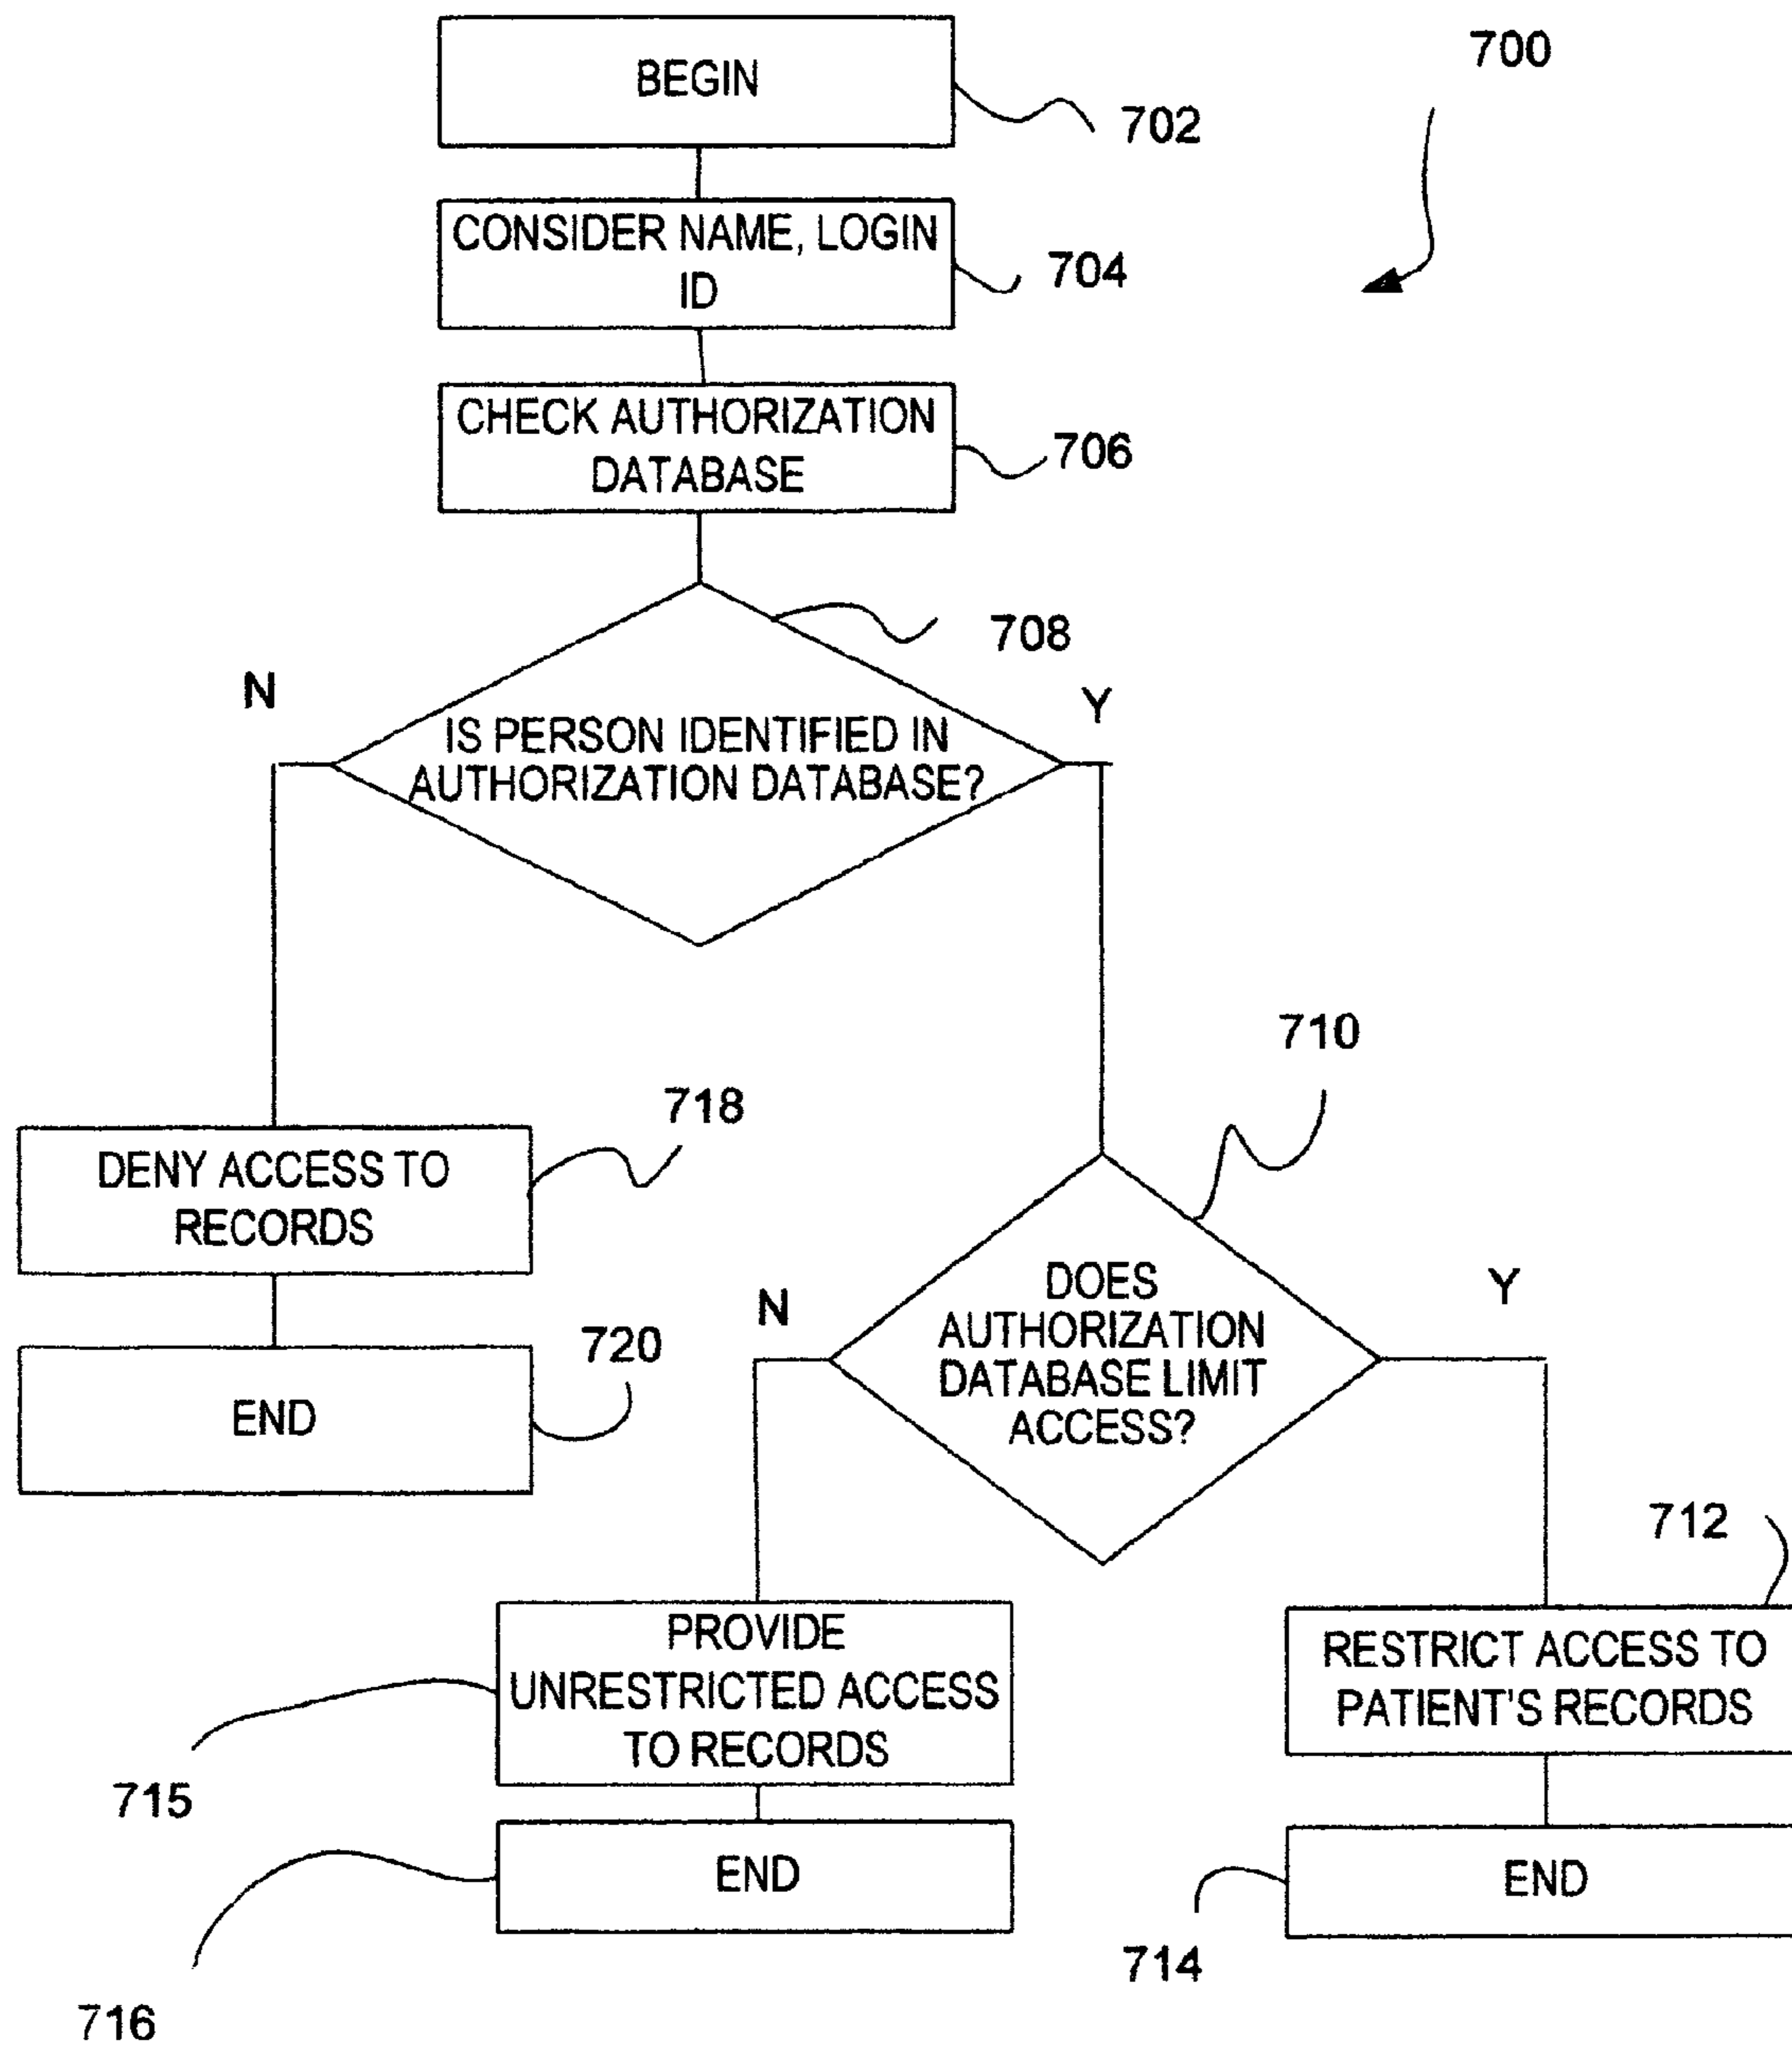 BEGIN
700
702
CONSIDER NAME, LOGIN
ID
704
CHECK AUTHORIZATION
DATABASE
706
708
N
Y
IS PERSON IDENTIFIED IN
AUTHORIZATION DATABASE?
710
718
DENY ACCESS TO
RECORDS
N
Y
DOES
AUTHORIZATION
DATABASE LIMIT
ACCESS?
720
END
712
PROVIDE
UNRESTRICTED ACCESS
TO RECORDS
RESTRICT ACCESS TO
PATIENT'S RECORDS
715
END
END
714
716